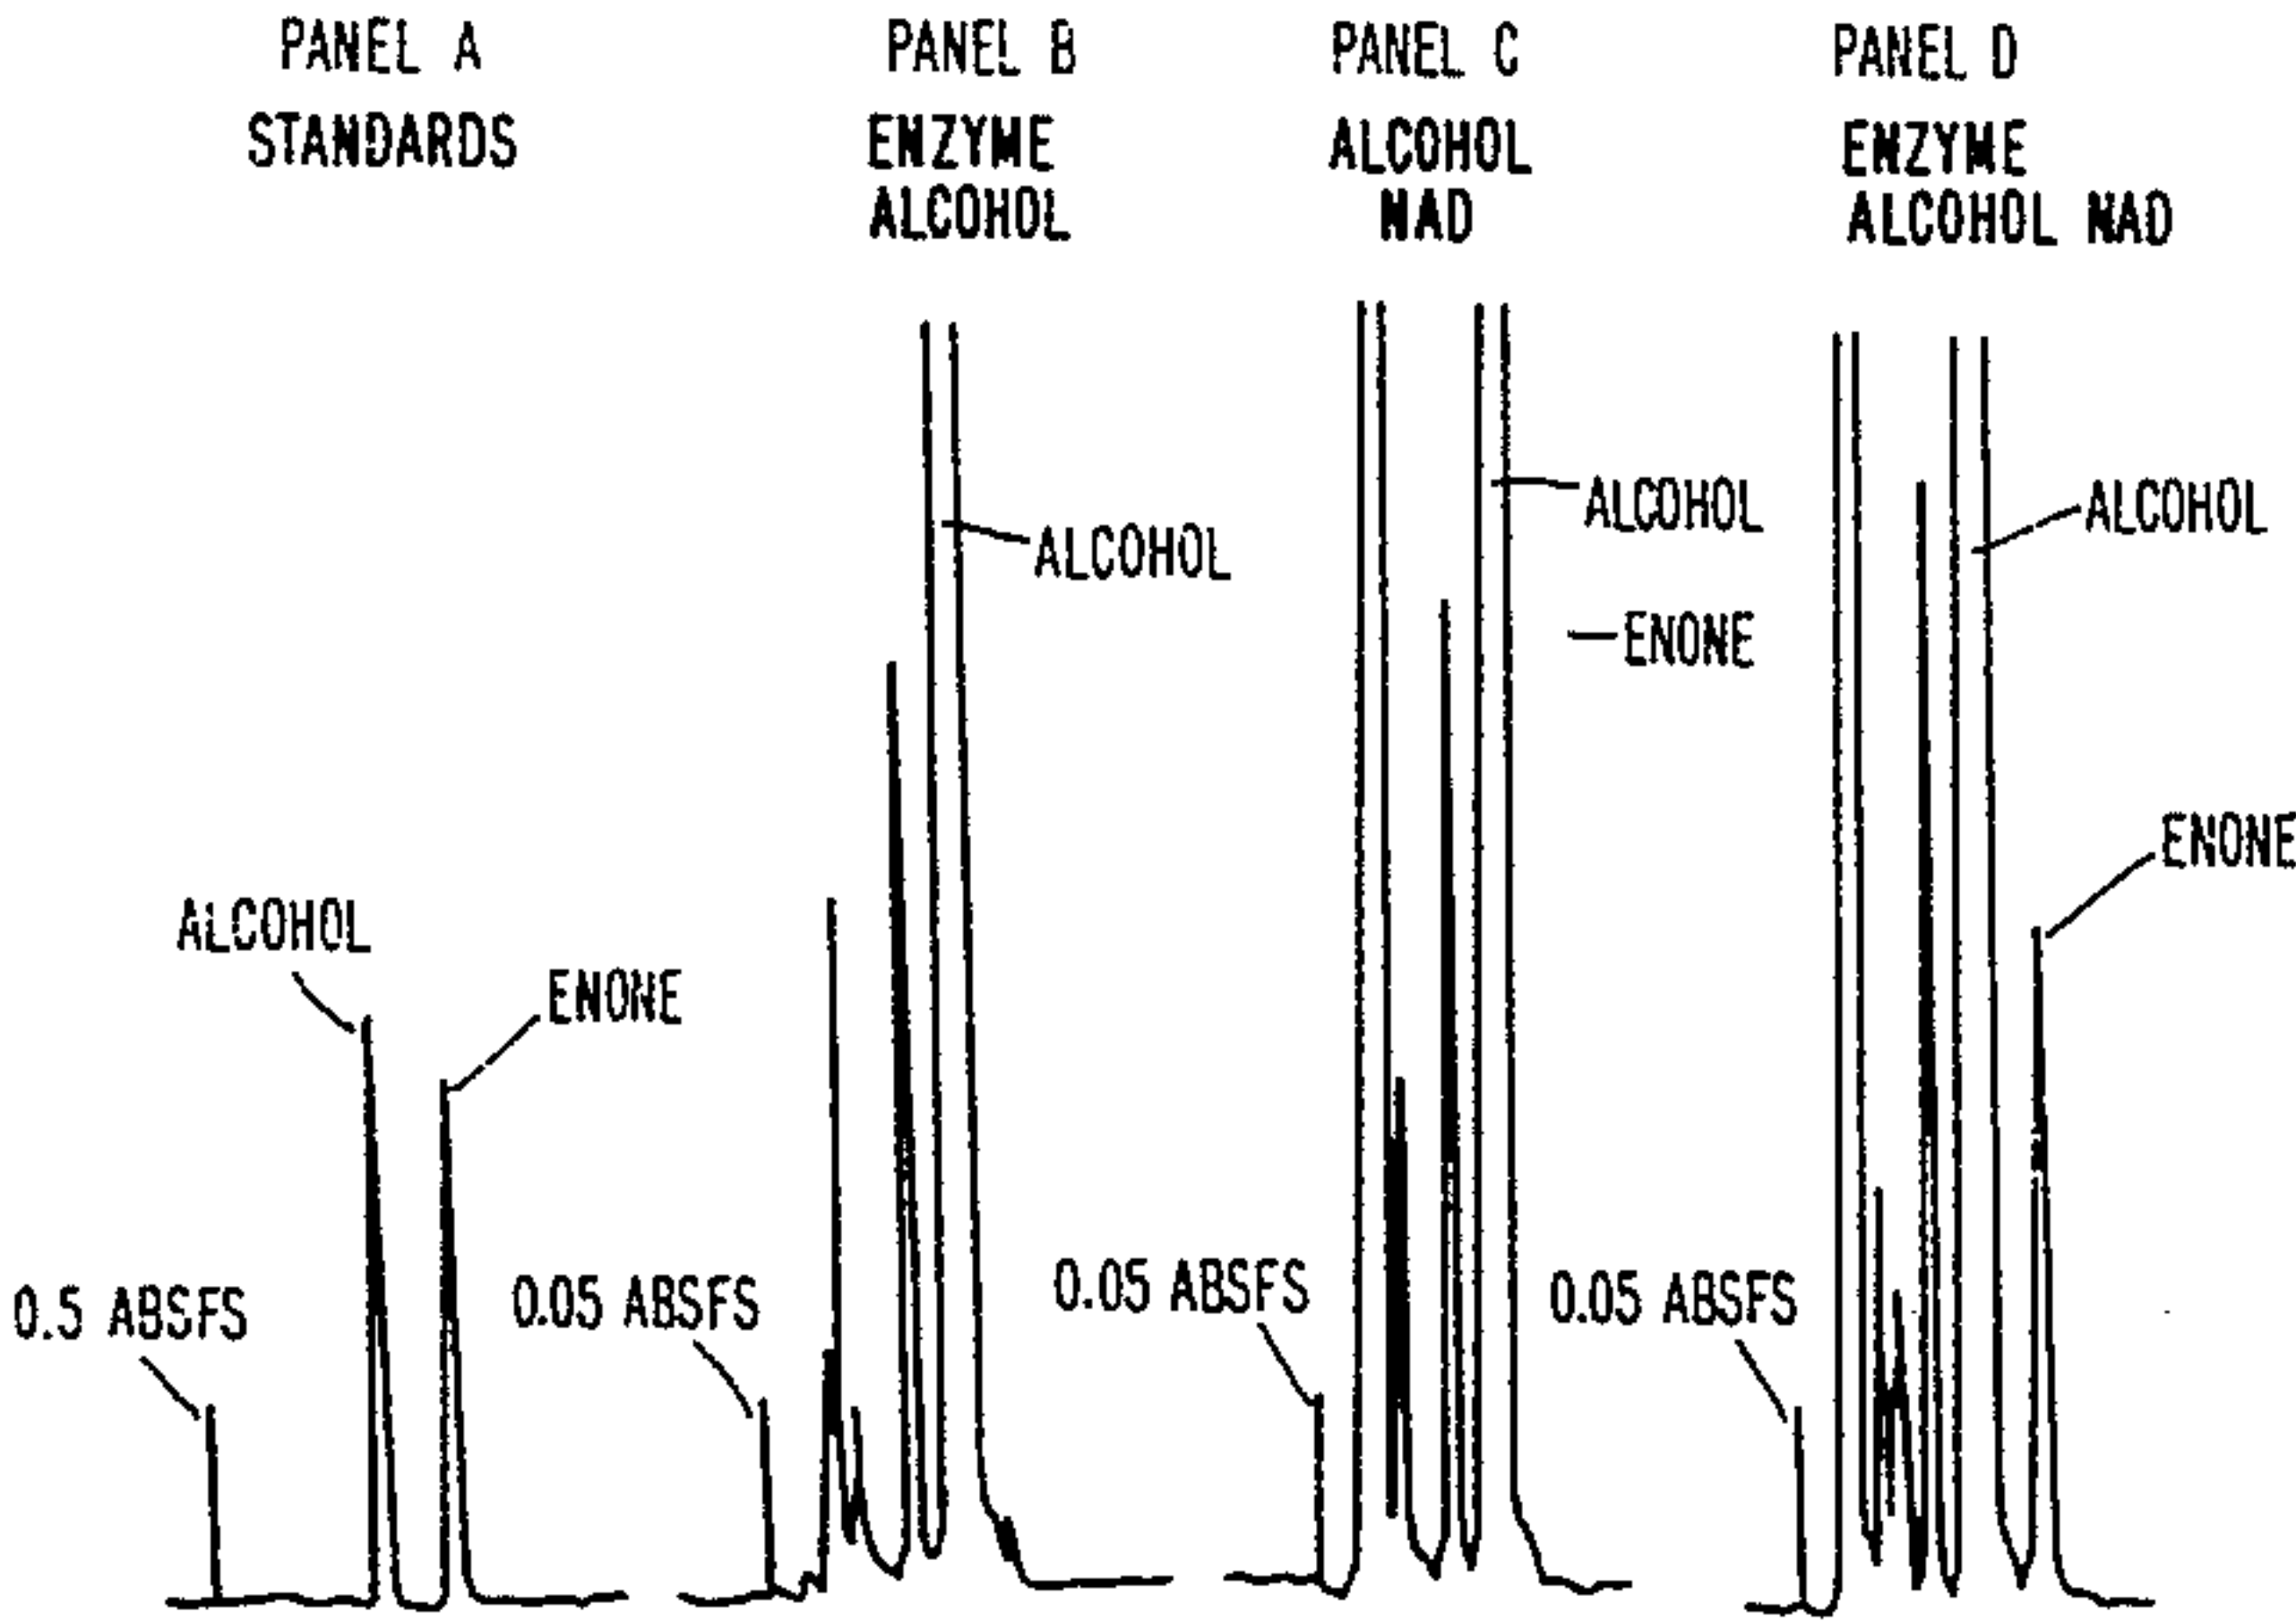 PANEL A
STANDARDS
ALCOHOL
ENONE
0.5 ABSFS
PANEL B
ENZYME
ALCOHOL
ALCOHOL
0.05 ABSFS
PANEL C
ALCOHOL
NAD
ALCOHOL
ENONE
0.05 ABSFS
PANEL D
ENZYME
ALCOHOL NAD
ALCOHOL
ENONE
0.05 ABSFS